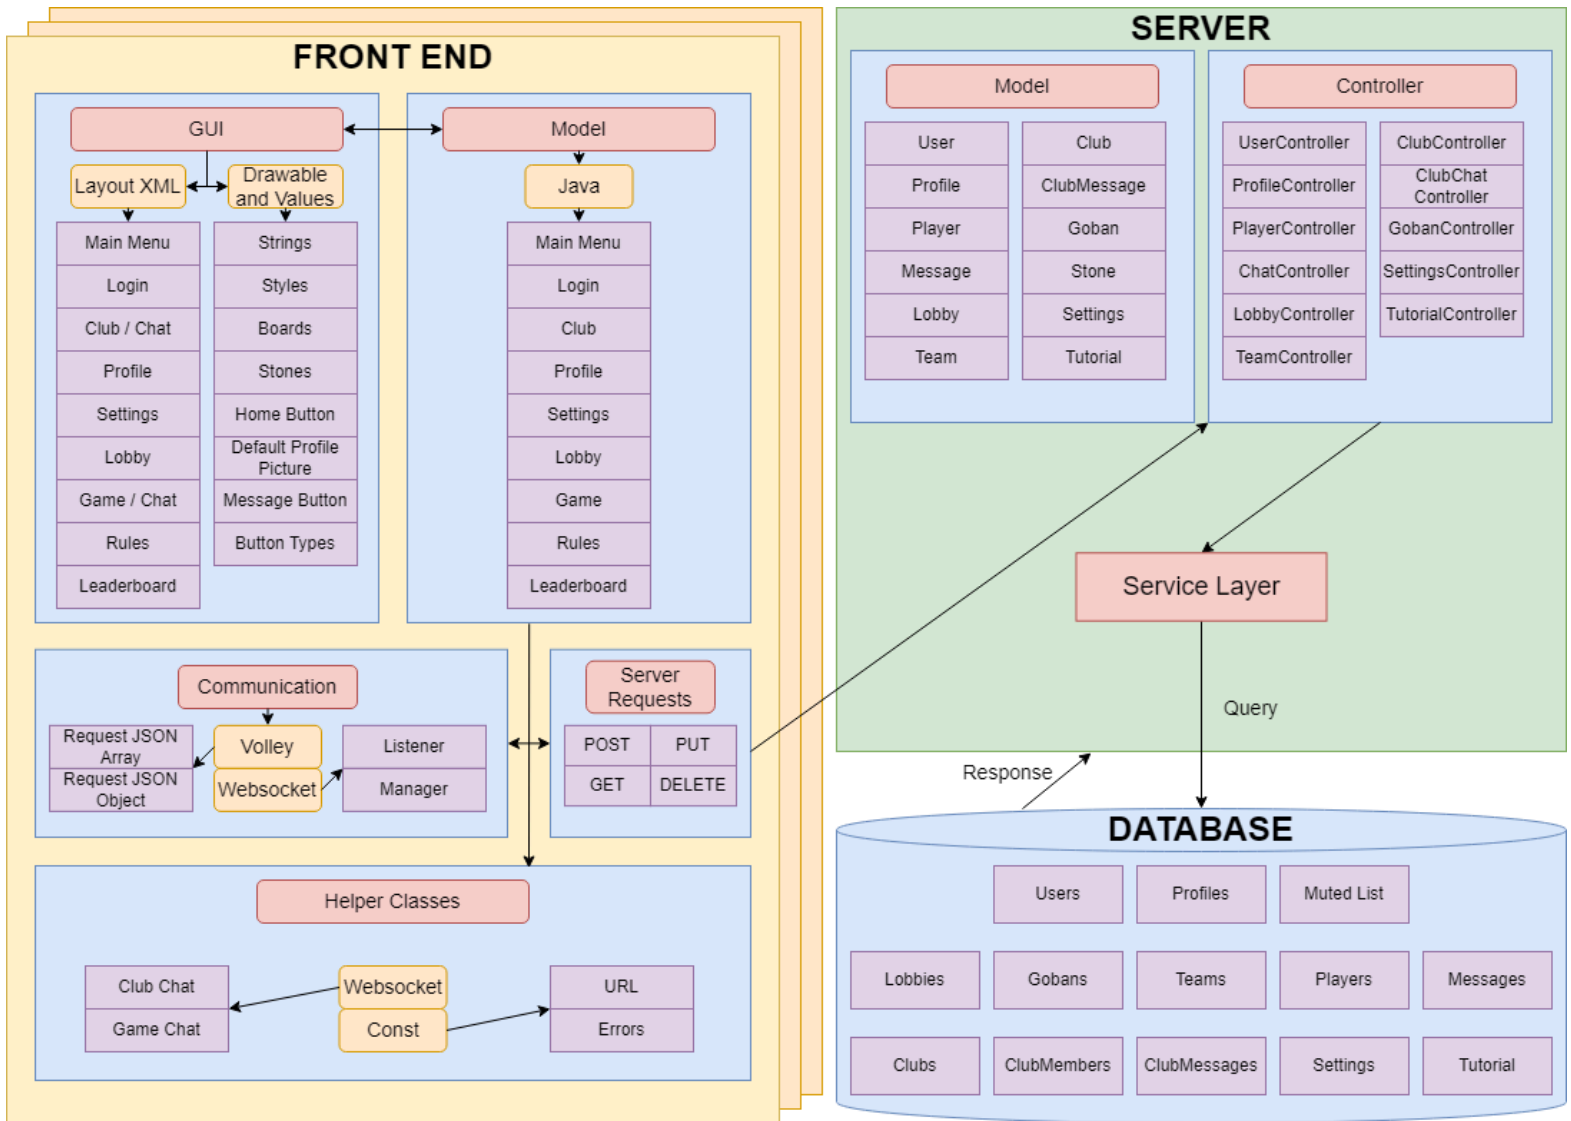 FRONT END
GUI
Layout XML
Drawable
and Values
Main Menu
Login
Club / Chat
Profile
Settings
Lobby
Game / Chat
Rules
Leaderboard
Strings
Styles
Boards
Stones
Home Button
Default Profile
Picture
Message Button
Button Types
Model
Java
Main Menu
Login
Club
Profile
Settings
Lobby
Game
Rules
Leaderboard
Communication
Request JSON
Array
Request JSON
Object
Volley
Websocket
Listener
Manager
Server
Requests
POST
PUT
GET
DELETE
Helper Classes
Club Chat
Game Chat
Websocket
Const
URL
Errors
SERVER
Model
User
Profile
Player
Message
Lobby
Team
Club
ClubMessage
Goban
Stone
Settings
Tutorial
Controller
UserController
ProfileController
PlayerController
ChatController
LobbyController
TeamController
ClubController
ClubChat
Controller
GobanController
SettingsController
TutorialController
Service Layer
Query
Response
DATABASE
Users
Profiles
Muted List
Lobbies
Gobans
Teams
Players
Messages
Clubs
ClubMembers
ClubMessages
Settings
Tutorial